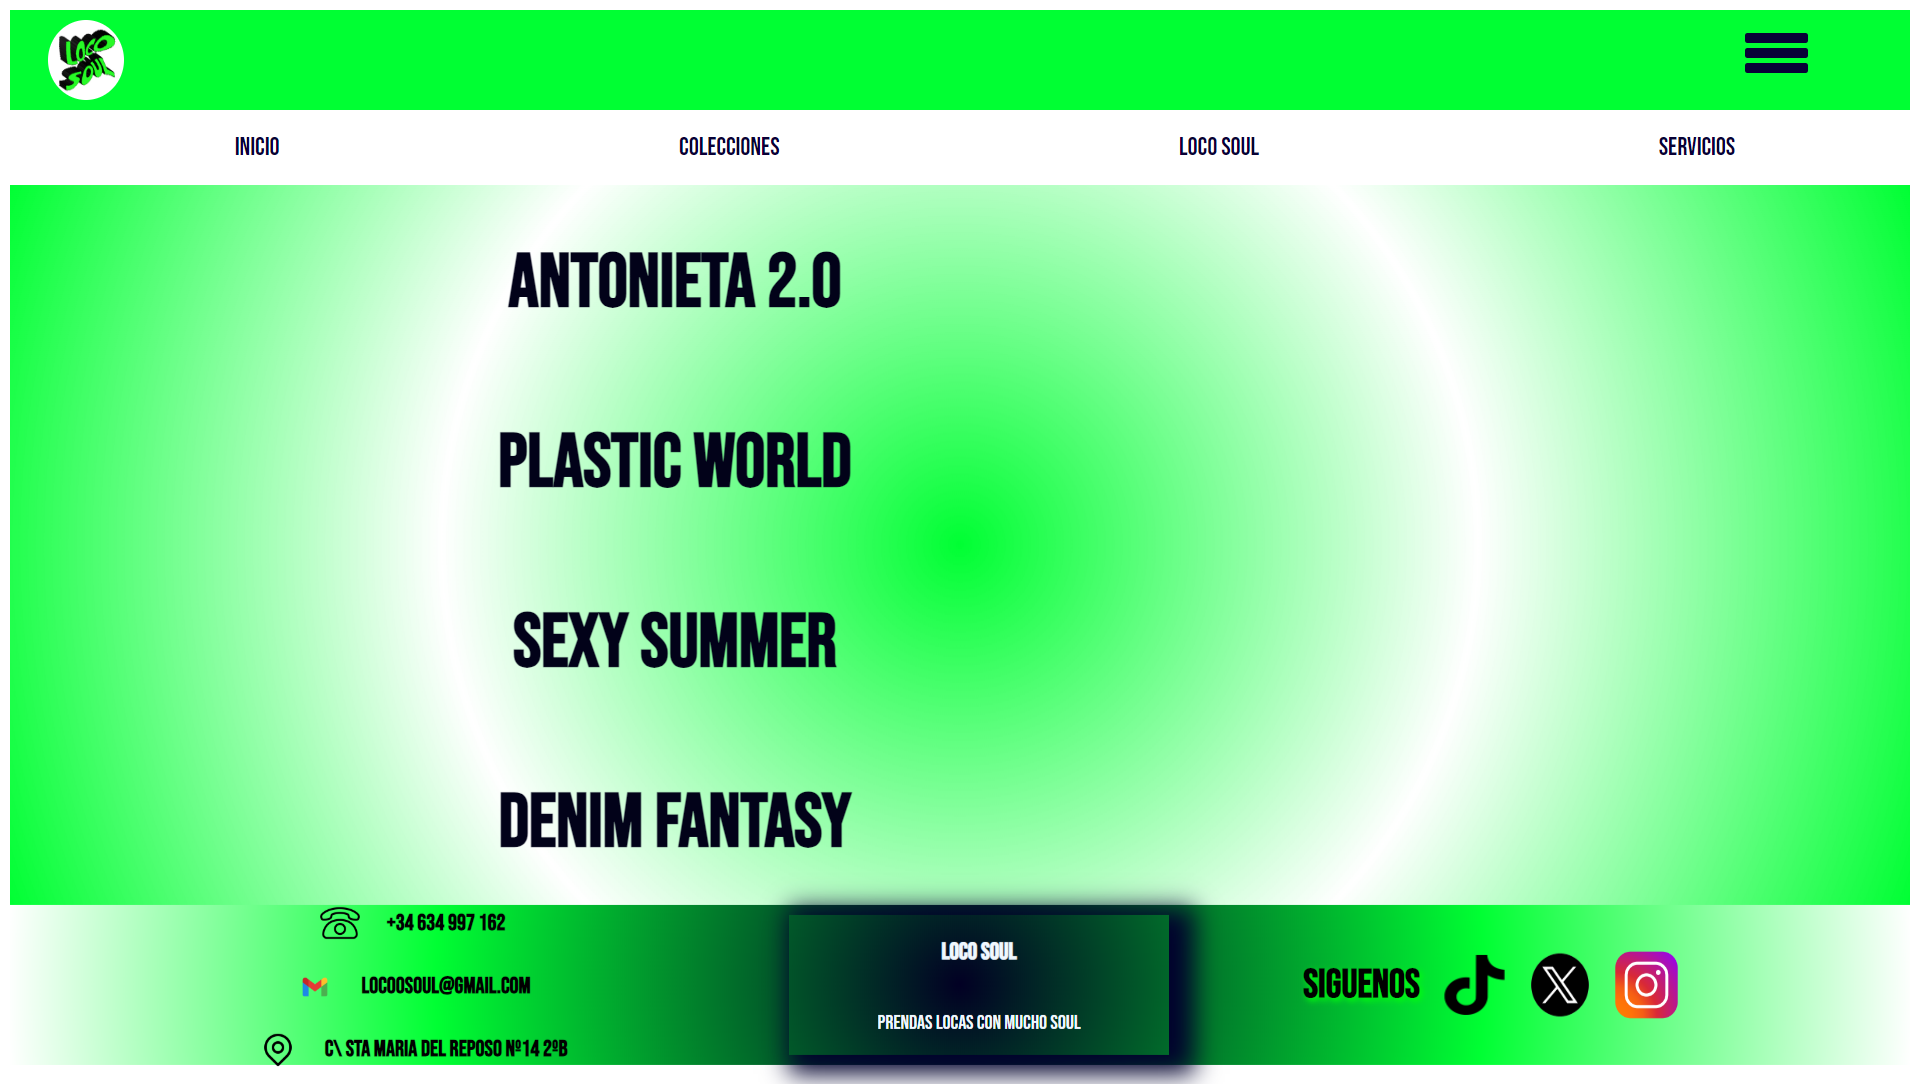 LOCO
SOUL
INICIO
COLECCIONES
LOCO SOUL
SERVICIOS
ANTONIETA 2.0
PLASTIC WORLD
SEXY SUMMER
DENIM FANTASY
+34 634 997 162
LOCOOSOUL@GMAIL.COM
C\ STA MARIA DEL REPOSO Nº14 2ºB
LOCO SOUL
PRENDAS LOCAS CON MUCHO SOUL
SIGUENOS